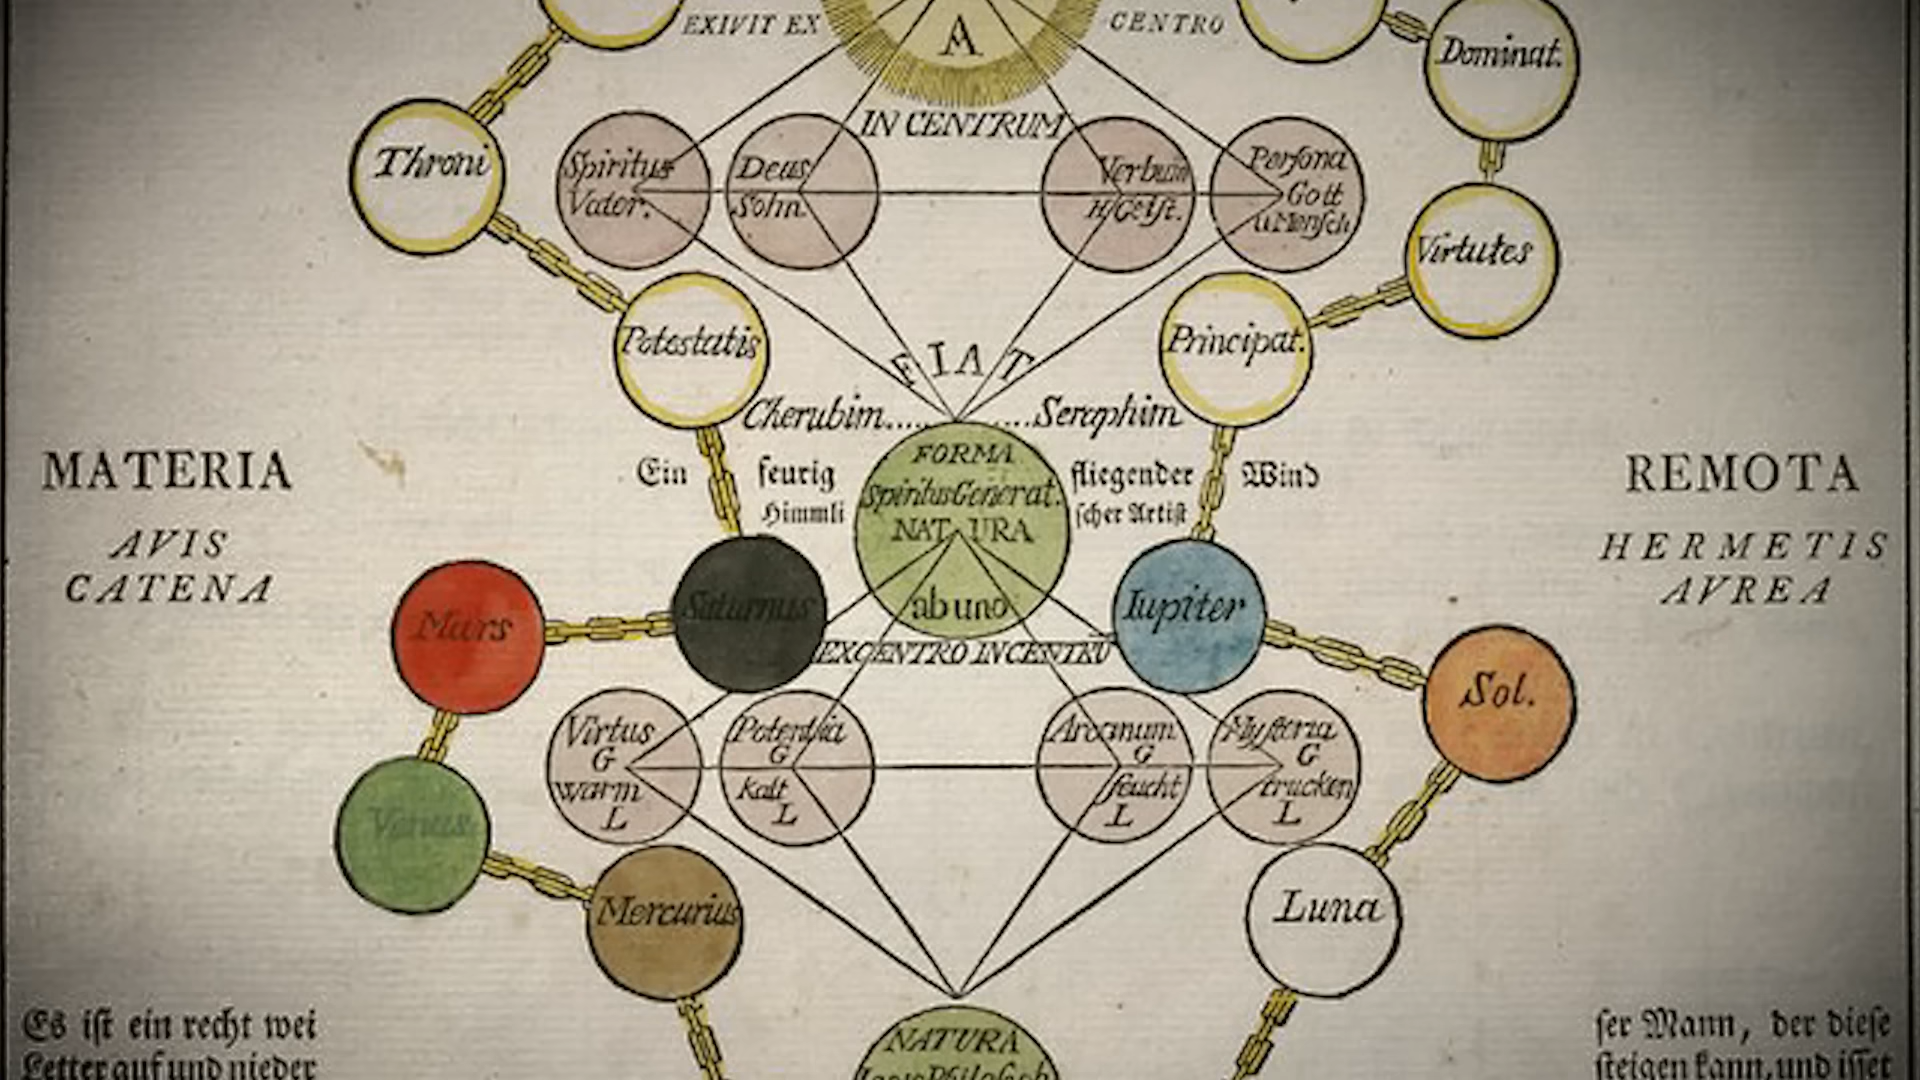 EXIVIT EX
CENTRO
A
Dominat.
IN CENTRUM
Throni
Spiritus
Vater.
Deus
Sohn.
Verbum
H Geist.
Persona
Gott
u Mensch
Virtutes
Potestatis
FIAT
Principat.
Cherubim..... .....Seraphim
MATERIA
REMOTA
AVIS
CATENA
HERMETIS
AVREA
Ein feurig fliegender Wind
Himmli scher Artist
FORMA
Spiritus Generat.
NATURA
ab uno
Mars
Saturnus
Iupiter
Sol.
EX CENTRO IN CENTRU
Virtus
G
warm
L
Potentia
G
kalt
L
Arcanum
G
feucht
L
Mysteria
G
trucken
L
Venus
Mercurius
Luna
Es ist ein recht wei
ser Mann, der diese
Letter auf und nieder
steigen kann, und isset
NATURA